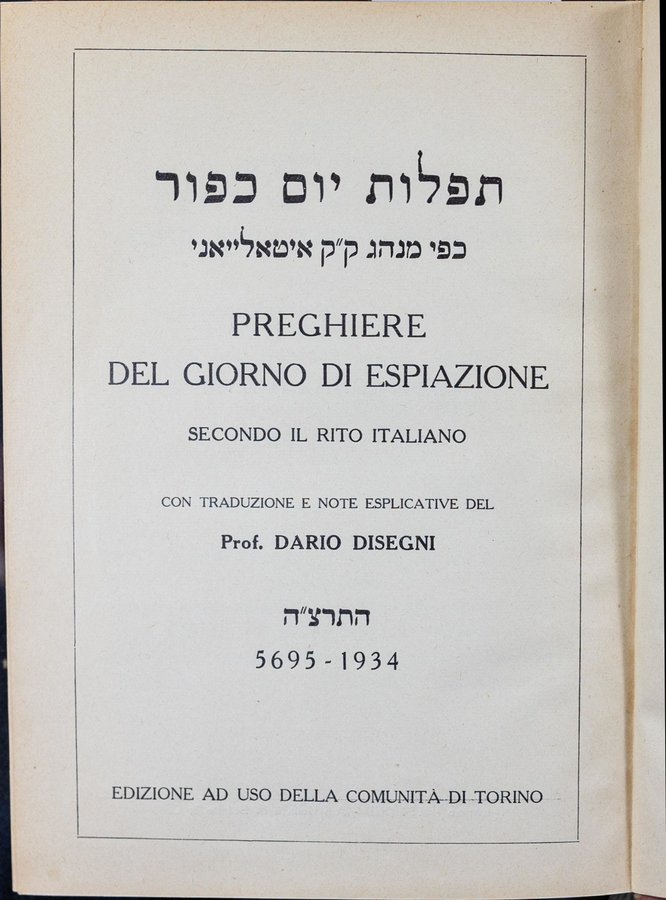 תפלות יום כפור
כפי מנהג ק״ק איטאלייאני
PREGHIERE
DEL GIORNO DI ESPIAZIONE
SECONDO IL RITO ITALIANO
CON TRADUZIONE E NOTE ESPLICATIVE DEL
Prof. DARIO DISEGNI
התרצ״ה
5695 - 1934
EDIZIONE AD USO DELLA COMUNITÀ DI TORINO